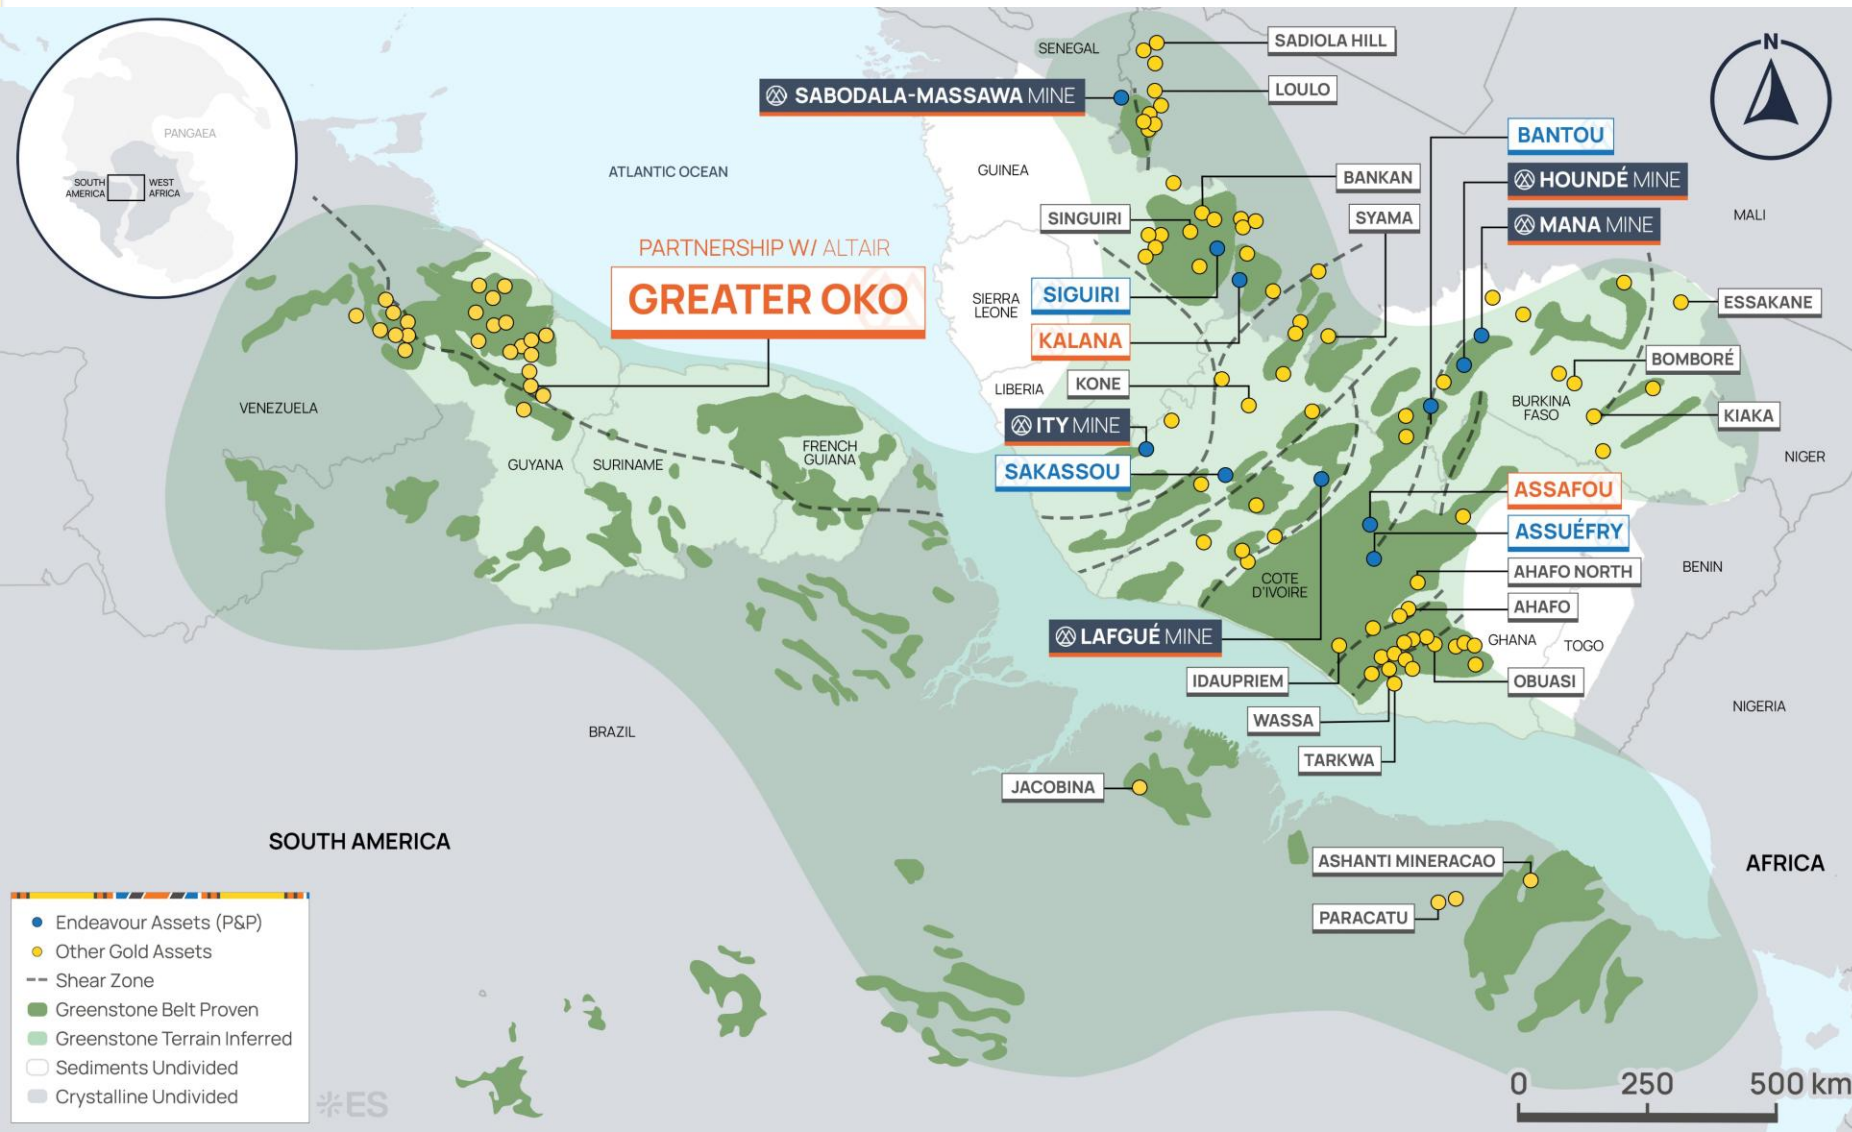 PANGAEA
SOUTH
AMERICA
WEST
AFRICA
ATLANTIC OCEAN
PARTNERSHIP W/ ALTAIR
GREATER OKO
VENEZUELA
GUYANA
SURINAME
FRENCH
GUIANA
BRAZIL
SOUTH AMERICA
SENEGAL
SADIOLA HILL
SABODALA-MASSAWA MINE
LOULO
N
BANTOU
GUINEA
BANKAN
HOUNDÉ MINE
SINGUIRI
SYAMA
MANA MINE
MALI
SIGUIRI
SIERRA
LEONE
ESSAKANE
KALANA
BOMBORÉ
LIBERIA
KONE
BURKINA
FASO
KIAKA
ITY MINE
NIGER
SAKASSOU
ASSAFOU
ASSUÉFRY
AHAFO NORTH
BENIN
COTE
D'IVOIRE
AHAFO
LAFGUÉ MINE
GHANA
TOGO
IDAUPRIEM
OBUASI
WASSA
NIGERIA
TARKWA
JACOBINA
ASHANTI MINERACAO
AFRICA
PARACATU
Endeavour Assets (P&P)
Other Gold Assets
Shear Zone
Greenstone Belt Proven
Greenstone Terrain Inferred
Sediments Undivided
Crystalline Undivided
ES
0 250 500 km